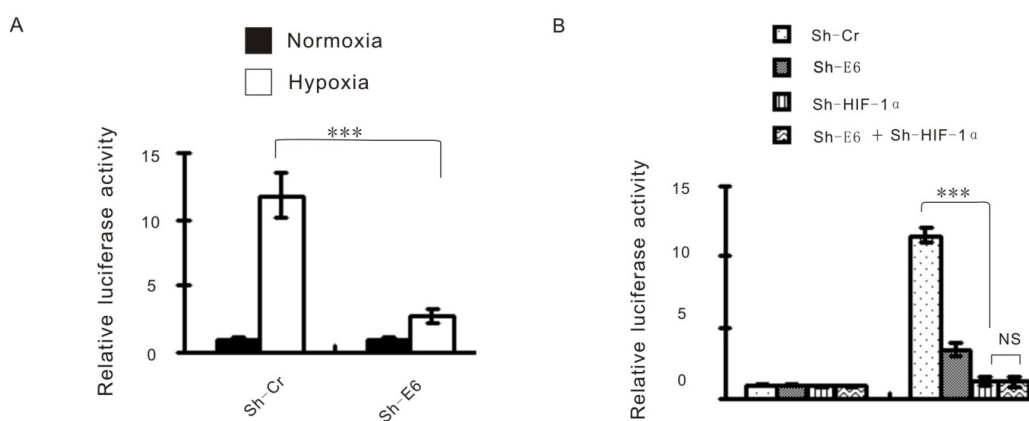 A
Normoxia
Hypoxia
***
Relative luciferase activity
15
10
5
0
Sh-Cr
Sh-E6
B
Sh-Cr
Sh-E6
Sh-HIF-1α
Sh-E6 + Sh-HIF-1α
***
Relative luciferase activity
15
10
5
0
NS